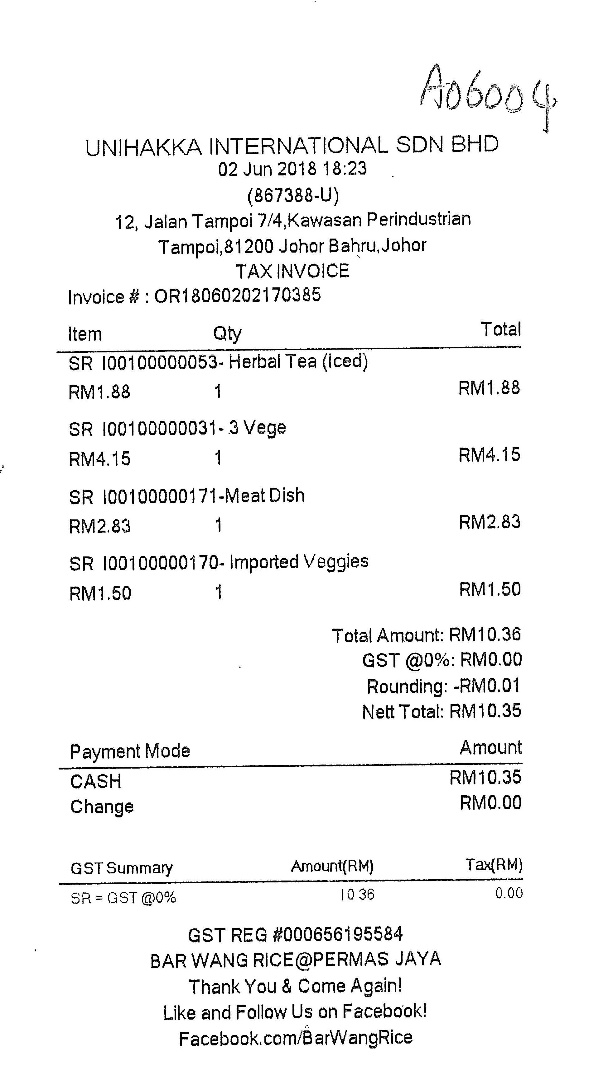 A06004
UNIHAKKA INTERNATIONAL SDN BHD
02 Jun 2018 18:23
(867388-U)
12, Jalan Tampoi 7/4,Kawasan Perindustrian
Tampoi,81200 Johor Bahru,Johor
TAX INVOICE
Invoice # : OR18060202170385
Item Qty Total
SR I00100000053- Herbal Tea (Iced)
RM1.88 1 RM1.88
SR I00100000031- 3 Vege
RM4.15 1 RM4.15
SR I00100000171-Meat Dish
RM2.83 1 RM2.83
SR I00100000170- Imported Veggies
RM1.50 1 RM1.50
Total Amount: RM10.36
GST @0%: RM0.00
Rounding: -RM0.01
Nett Total: RM10.35
Payment Mode Amount
CASH RM10.35
Change RM0.00
GST Summary Amount(RM) Tax(RM)
SR = GST @0% 10.36 0.00
GST REG #000656195584
BAR WANG RICE@PERMAS JAYA
Thank You & Come Again!
Like and Follow Us on Facebook!
Facebook.com/BarWangRice